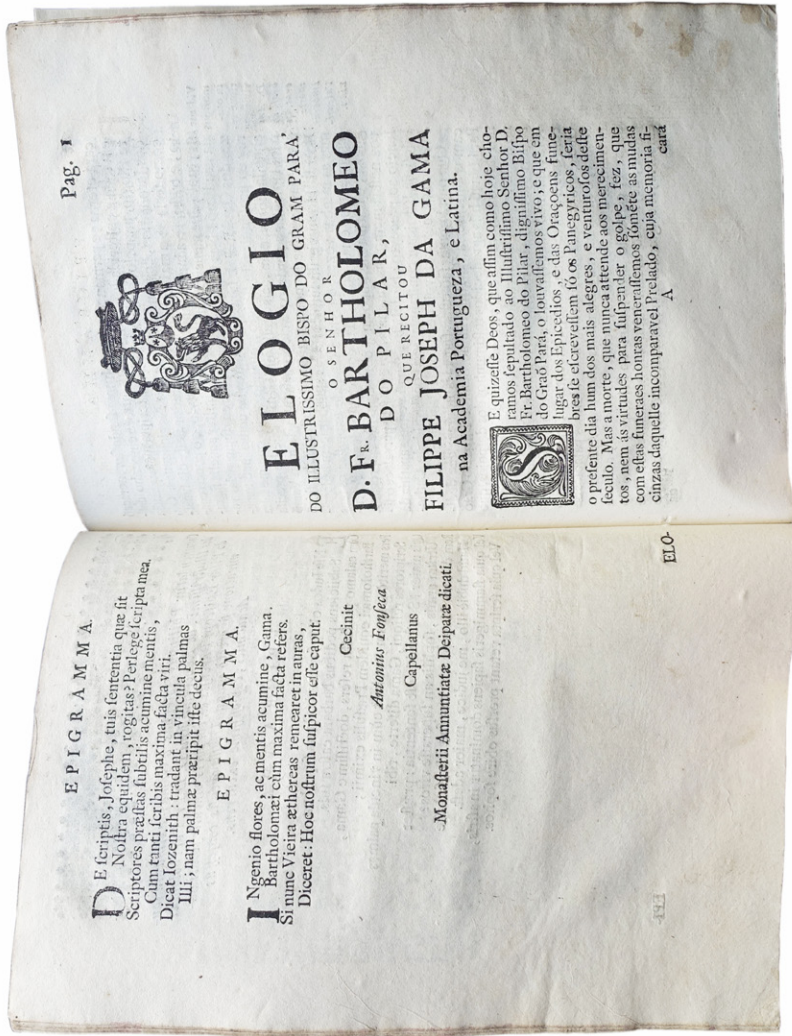 EPIGRAMMA.
DE ſcriptis, Joſephe, tuis ſententia quæ ſit
Noſtra equidem, rogitas? Perlege ſcripta mea.
Scriptores præſtas ſubtilis acumine mentis,
Cum tanti ſcribis maxima facta viri.
Dicat Iozenith: tradant in vincula palmas
Illi; nam palmæ præripit iſte decus.
EPIGRAMMA.
INgenio flores, ac mentis acumine, Gama.
Bartholomæi cùm maxima facta refers.
Si nunc Vieira æthereas remearet in auras,
Diceret: Hoc noſtrum ſuſpicor eſſe caput.
Cecinit
Antonius Fonſeca
Capellanus
Monaſterii Annuntiatæ Deiparæ dicati.
ELO-
Pag. 1
ELOGIO
DO ILLUSTRISSIMO BISPO DO GRAM PARA'
O SENHOR
D. Fr. BARTHOLOMEO
DO PILAR,
QUE RECITOU
FILIPPE JOSEPH DA GAMA
na Academia Portugueza, e Latina.
SE quizeſſe Deos, que aſſim como hoje cho-
ramos ſepultado ao Illuſtriſſimo Senhor D.
Fr. Bartholomeo do Pilar, digniſſimo Biſpo
do Graõ Pará, o louvaſſemos vivo; e que em
lugar dos Epicedios, e das Oraçoens fune-
bres ſe eſcreveſſem ſó os Panegyricos, ſeria
o preſente dia hum dos mais alegres, e venturoſos deſte
ſeculo. Mas a morte, que nunca attende aos merecimen-
tos, nem ás virtudes para ſuſpender o golpe, fez, que
com eſtas funeraes honras veneraſſemos ſómẽte as mudas
cinzas daquelle incomparavel Prelado, cuja memoria fi-
A
cará